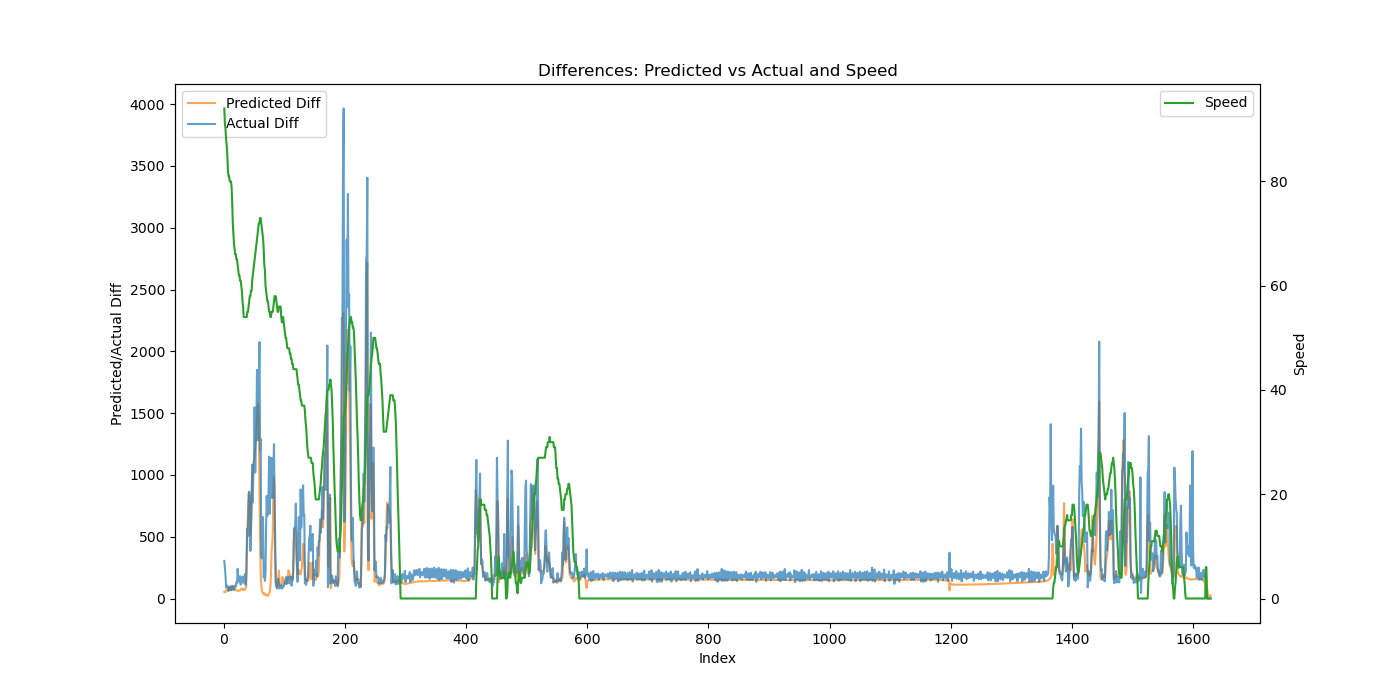 Differences: Predicted vs Actual and Speed
Predicted Diff
Actual Diff
Speed
4000
3500
3000
2500
2000
1500
1000
500
0
Predicted/Actual Diff
80
60
40
20
0
Speed
0 200 400 600 800 1000 1200 1400 1600
Index